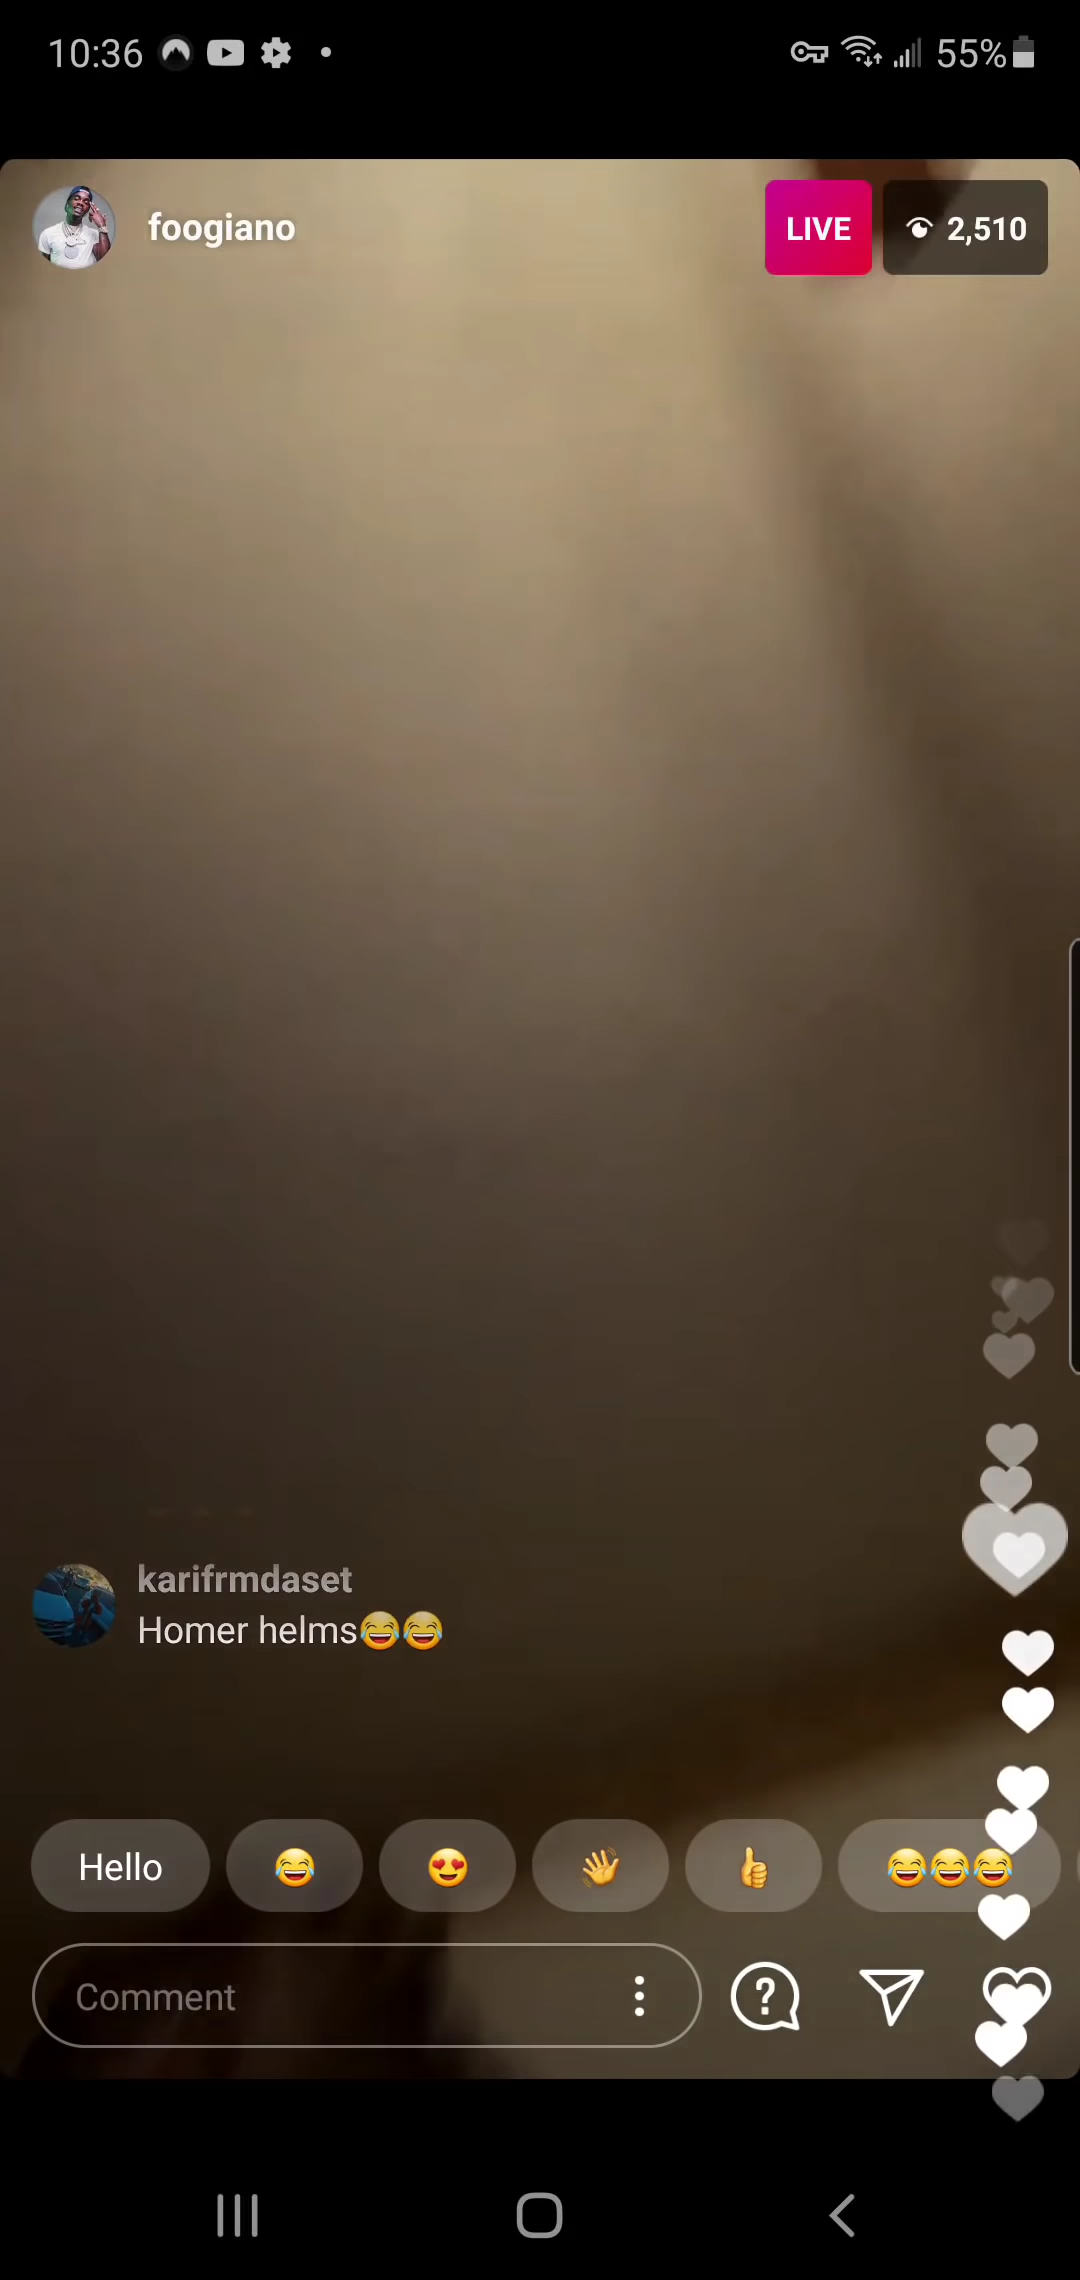 10:36 55%
foogiano LIVE 2,510
karifrmdaset
Homer helms😂😂
Hello 😂 😍 👋 👍 😂😂😂
Comment